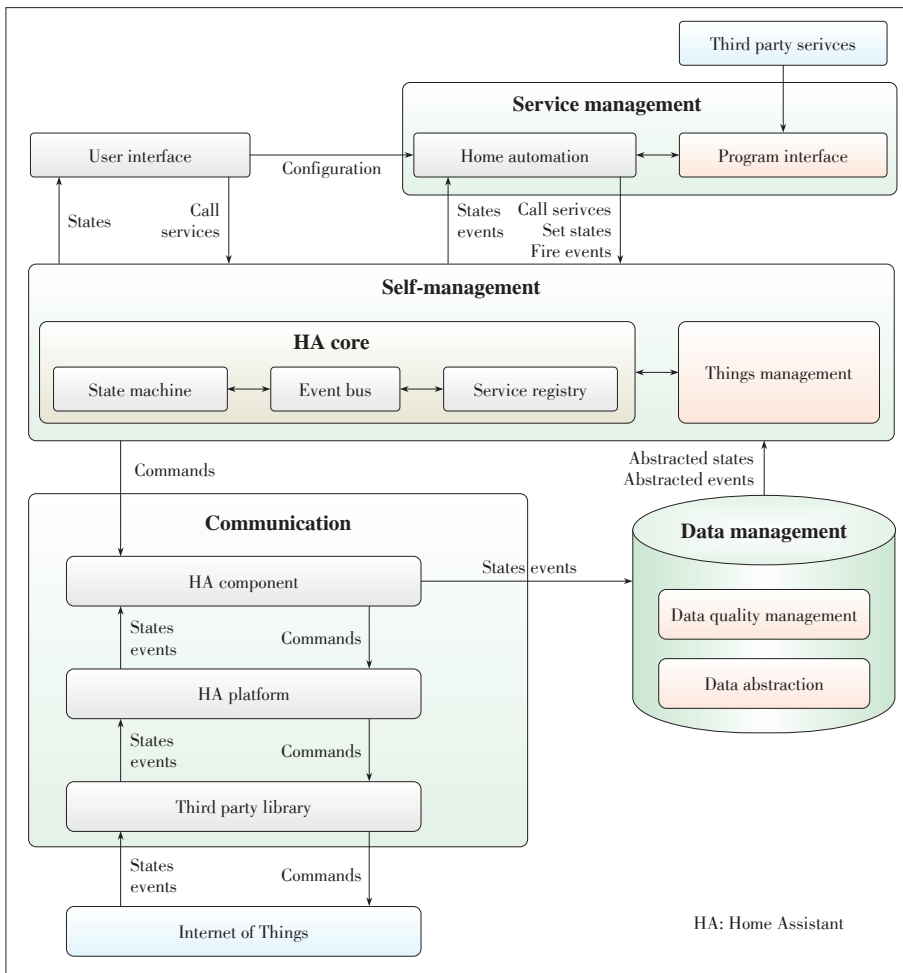 Third party serivces
Service management
User interface
Configuration
Home automation
Program interface
States
Call
services
States
events
Call serivces
Set states
Fire events
Self-management
HA core
State machine
Event bus
Service registry
Things management
Commands
Abstracted states
Abstracted events
Communication
Data management
HA component
States events
Data quality management
States
events
Commands
HA platform
Data abstraction
States
events
Commands
Third party library
States
events
Commands
Internet of Things
HA: Home Assistant